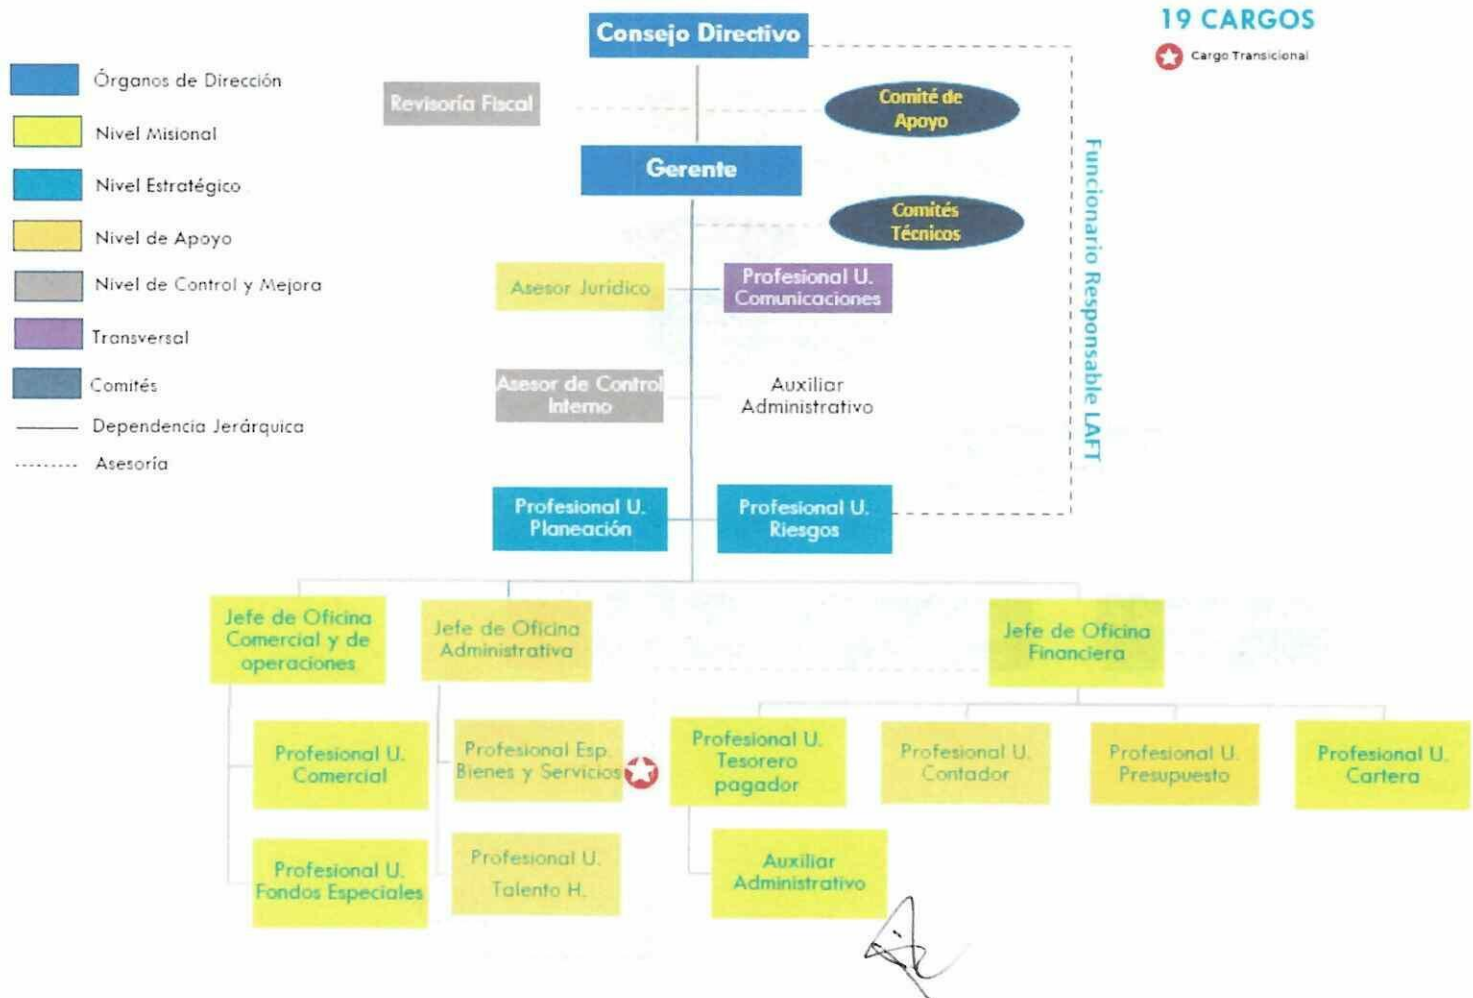 19 CARGOS
Cargo Transicional
Consejo Directivo
Órganos de Dirección
Nivel Misional
Nivel Estratégico
Nivel de Apoyo
Nivel de Control y Mejora
Transversal
Comités
Dependencia Jerárquica
Asesoría
Revisoría Fiscal
Comité de
Apoyo
Gerente
Comités
Técnicos
Funcionario Responsable LAFT
Asesor Jurídico
Profesional U.
Comunicaciones
Asesor de Control
Interno
Auxiliar
Administrativo
Profesional U.
Planeación
Profesional U.
Riesgos
Jefe de Oficina
Comercial y de
operaciones
Jefe de Oficina
Administrativa
Jefe de Oficina
Financiera
Profesional U.
Comercial
Profesional Esp.
Bienes y Servicios
Profesional U.
Tesorero
pagador
Profesional U.
Contador
Profesional U.
Presupuesto
Profesional U.
Cartera
Profesional U.
Fondos Especiales
Profesional U.
Talento H.
Auxiliar
Administrativo